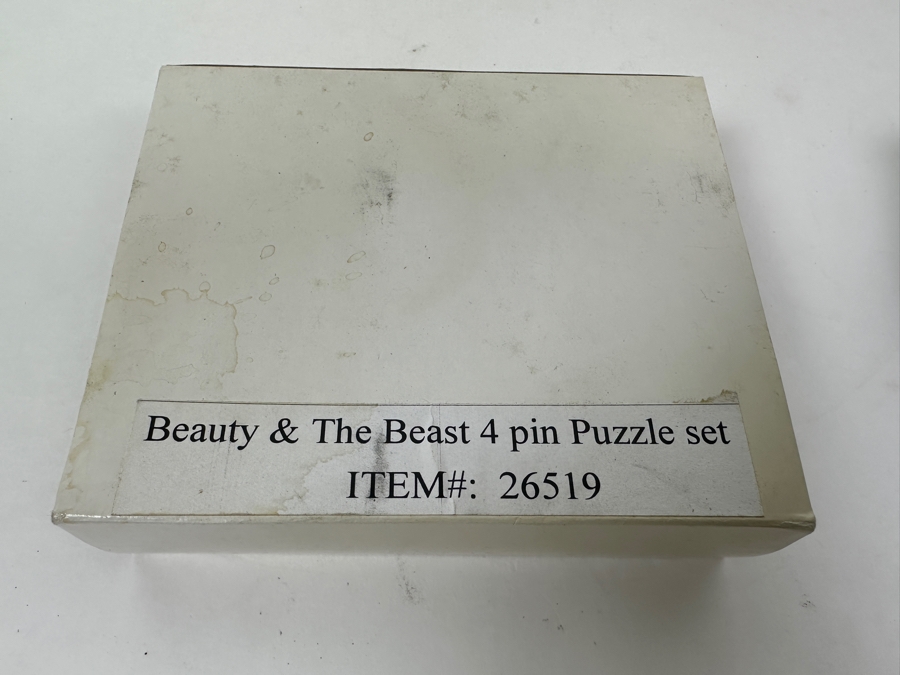 Beauty & The Beast 4 pin Puzzle set
ITEM#: 26519